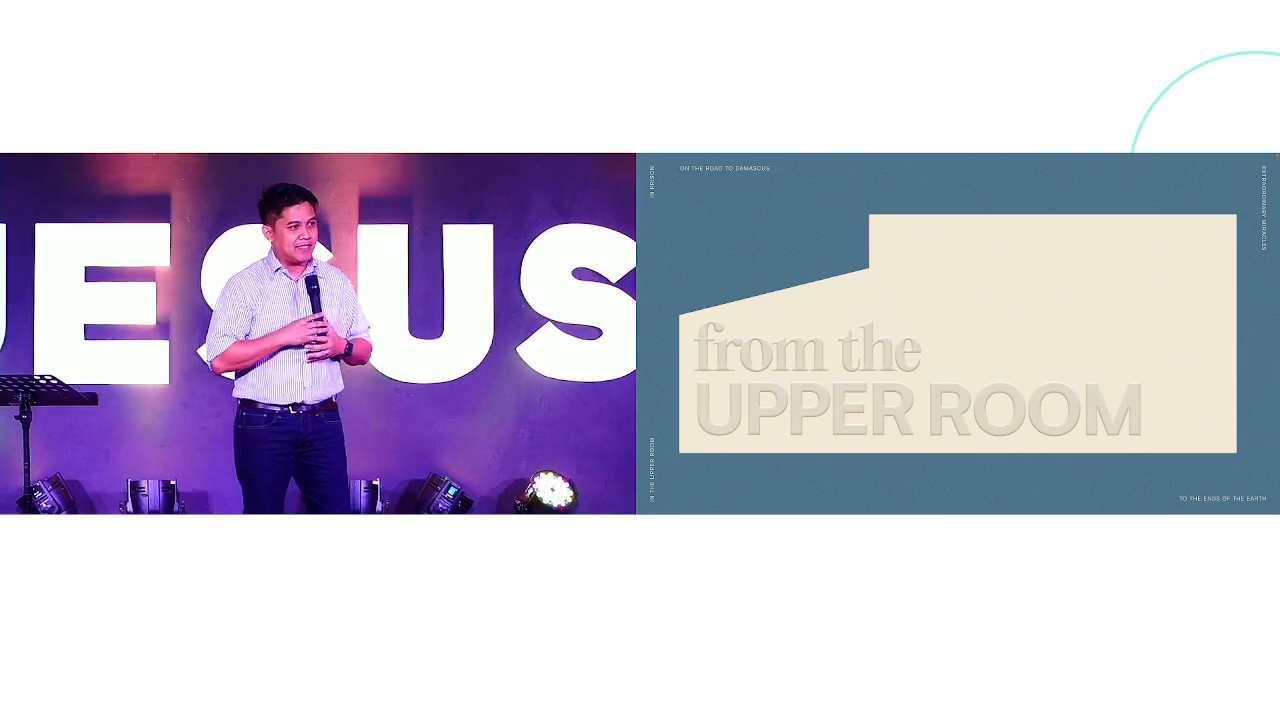 JESUS
IN PRISON
ON THE ROAD TO DAMASCUS
EXTRAORDINARY MIRACLES
from the
UPPER ROOM
IN THE UPPER ROOM
TO THE ENDS OF THE EARTH